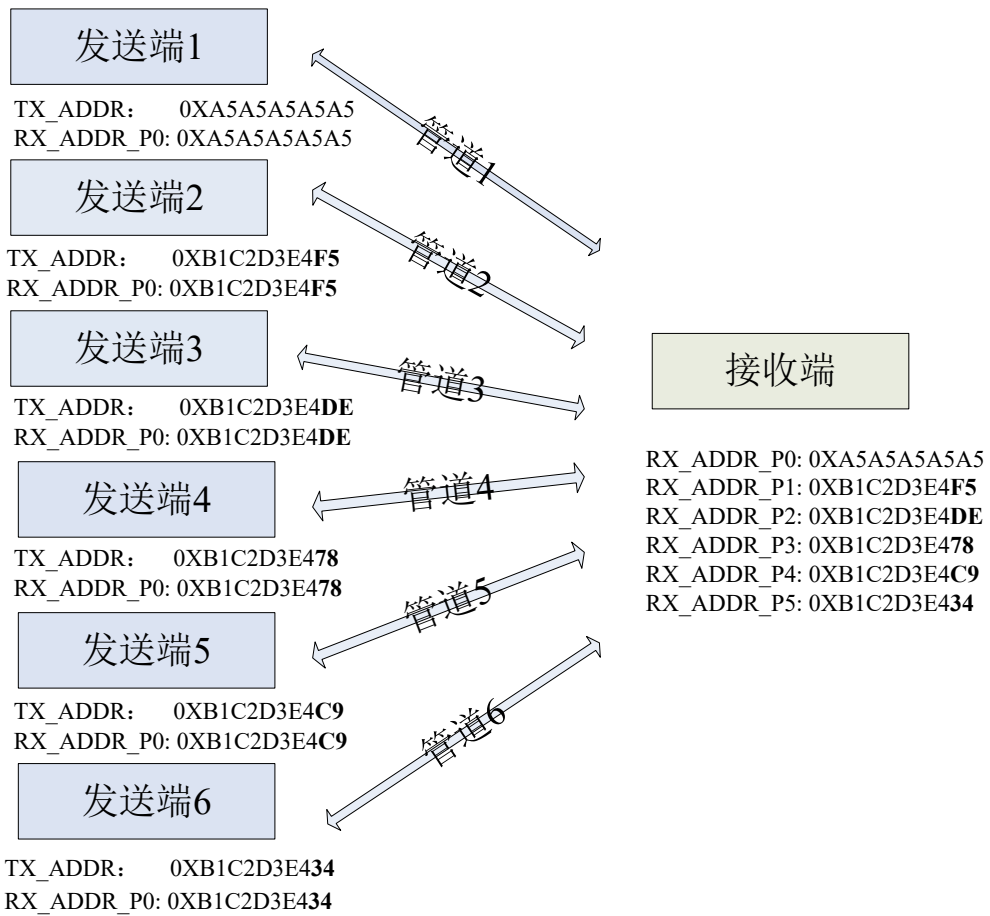 发送端1
TX_ADDR： 0XA5A5A5A5A5
RX_ADDR_P0: 0XA5A5A5A5A5
管道1
发送端2
TX_ADDR： 0XB1C2D3E4F5
RX_ADDR_P0: 0XB1C2D3E4F5
管道2
发送端3
TX_ADDR： 0XB1C2D3E4DE
RX_ADDR_P0: 0XB1C2D3E4DE
管道3
发送端4
TX_ADDR： 0XB1C2D3E478
RX_ADDR_P0: 0XB1C2D3E478
管道4
发送端5
TX_ADDR： 0XB1C2D3E4C9
RX_ADDR_P0: 0XB1C2D3E4C9
管道5
发送端6
TX_ADDR： 0XB1C2D3E434
RX_ADDR_P0: 0XB1C2D3E434
管道6
接收端
RX_ADDR_P0: 0XA5A5A5A5A5
RX_ADDR_P1: 0XB1C2D3E4F5
RX_ADDR_P2: 0XB1C2D3E4DE
RX_ADDR_P3: 0XB1C2D3E478
RX_ADDR_P4: 0XB1C2D3E4C9
RX_ADDR_P5: 0XB1C2D3E434